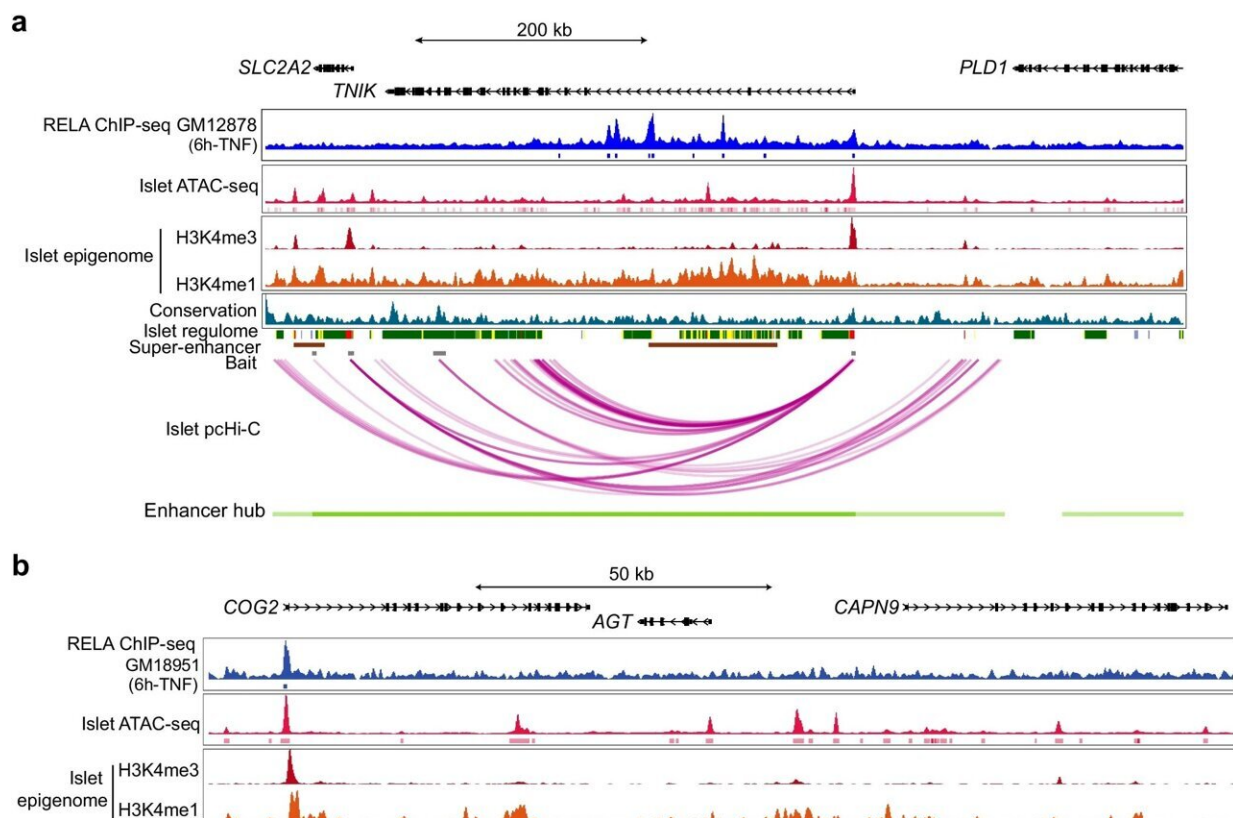 a
200 kb
SLC2A2
PLD1
TNIK
RELA ChIP-seq GM12878
(6h-TNF)
Islet ATAC-seq
Islet epigenome
H3K4me3
H3K4me1
Conservation
Islet regulome
Super-enhancer
Bait
Islet pcHi-C
Enhancer hub
b
50 kb
COG2
CAPN9
AGT
RELA ChIP-seq
GM18951
(6h-TNF)
Islet ATAC-seq
Islet
epigenome
H3K4me3
H3K4me1